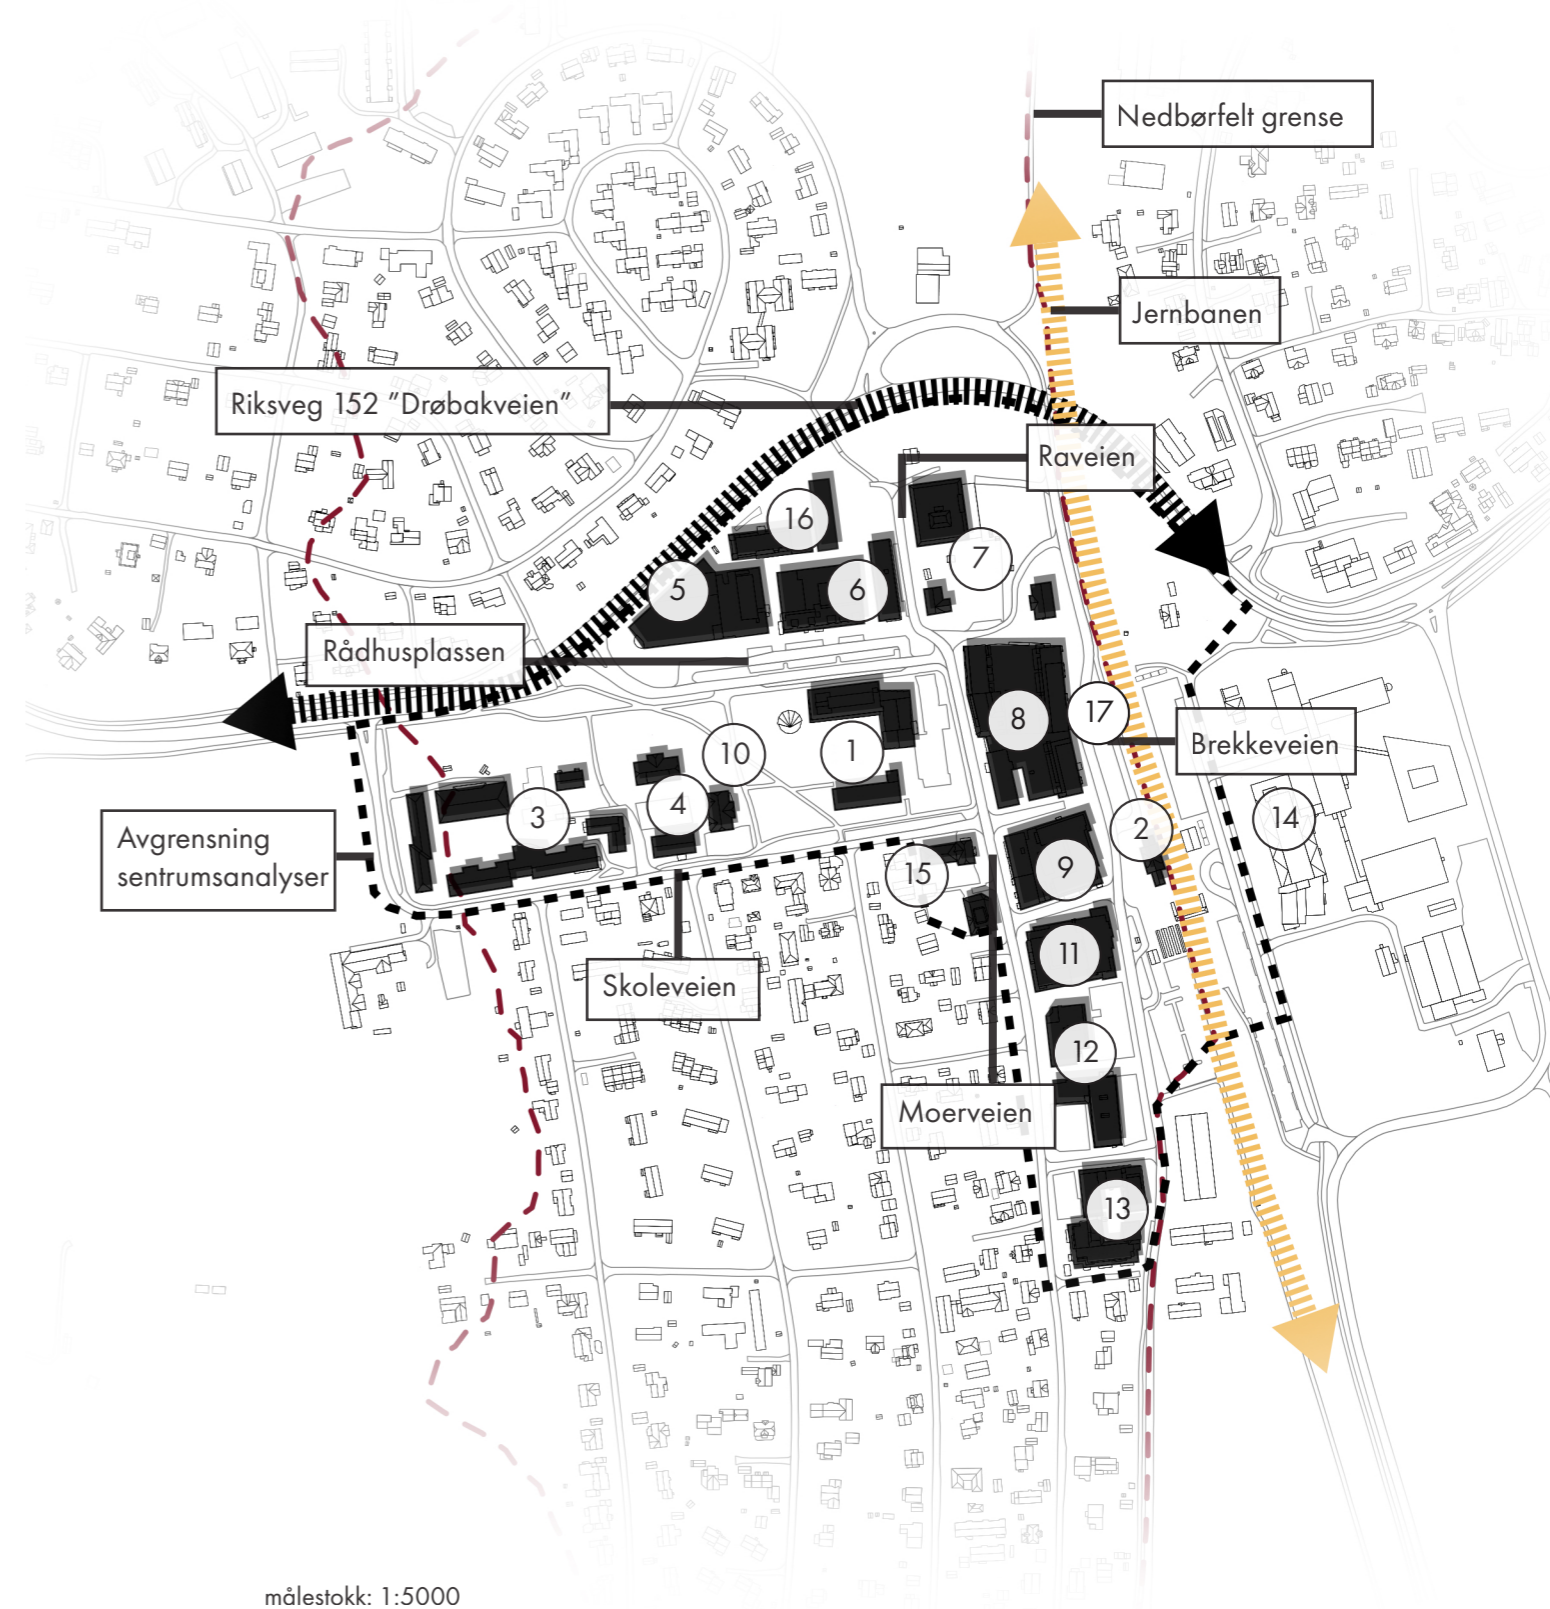 Nedbørfelt grense
Jernbanen
Riksveg 152 ”Drøbakveien”
Raveien
16
7
5
6
Rådhusplassen
17
8
Brekkeveien
10
1
4
3
2
14
Avgrensning
sentrumsanalyser
15
9
11
Skoleveien
12
Moerveien
13
målestokk: 1:5000